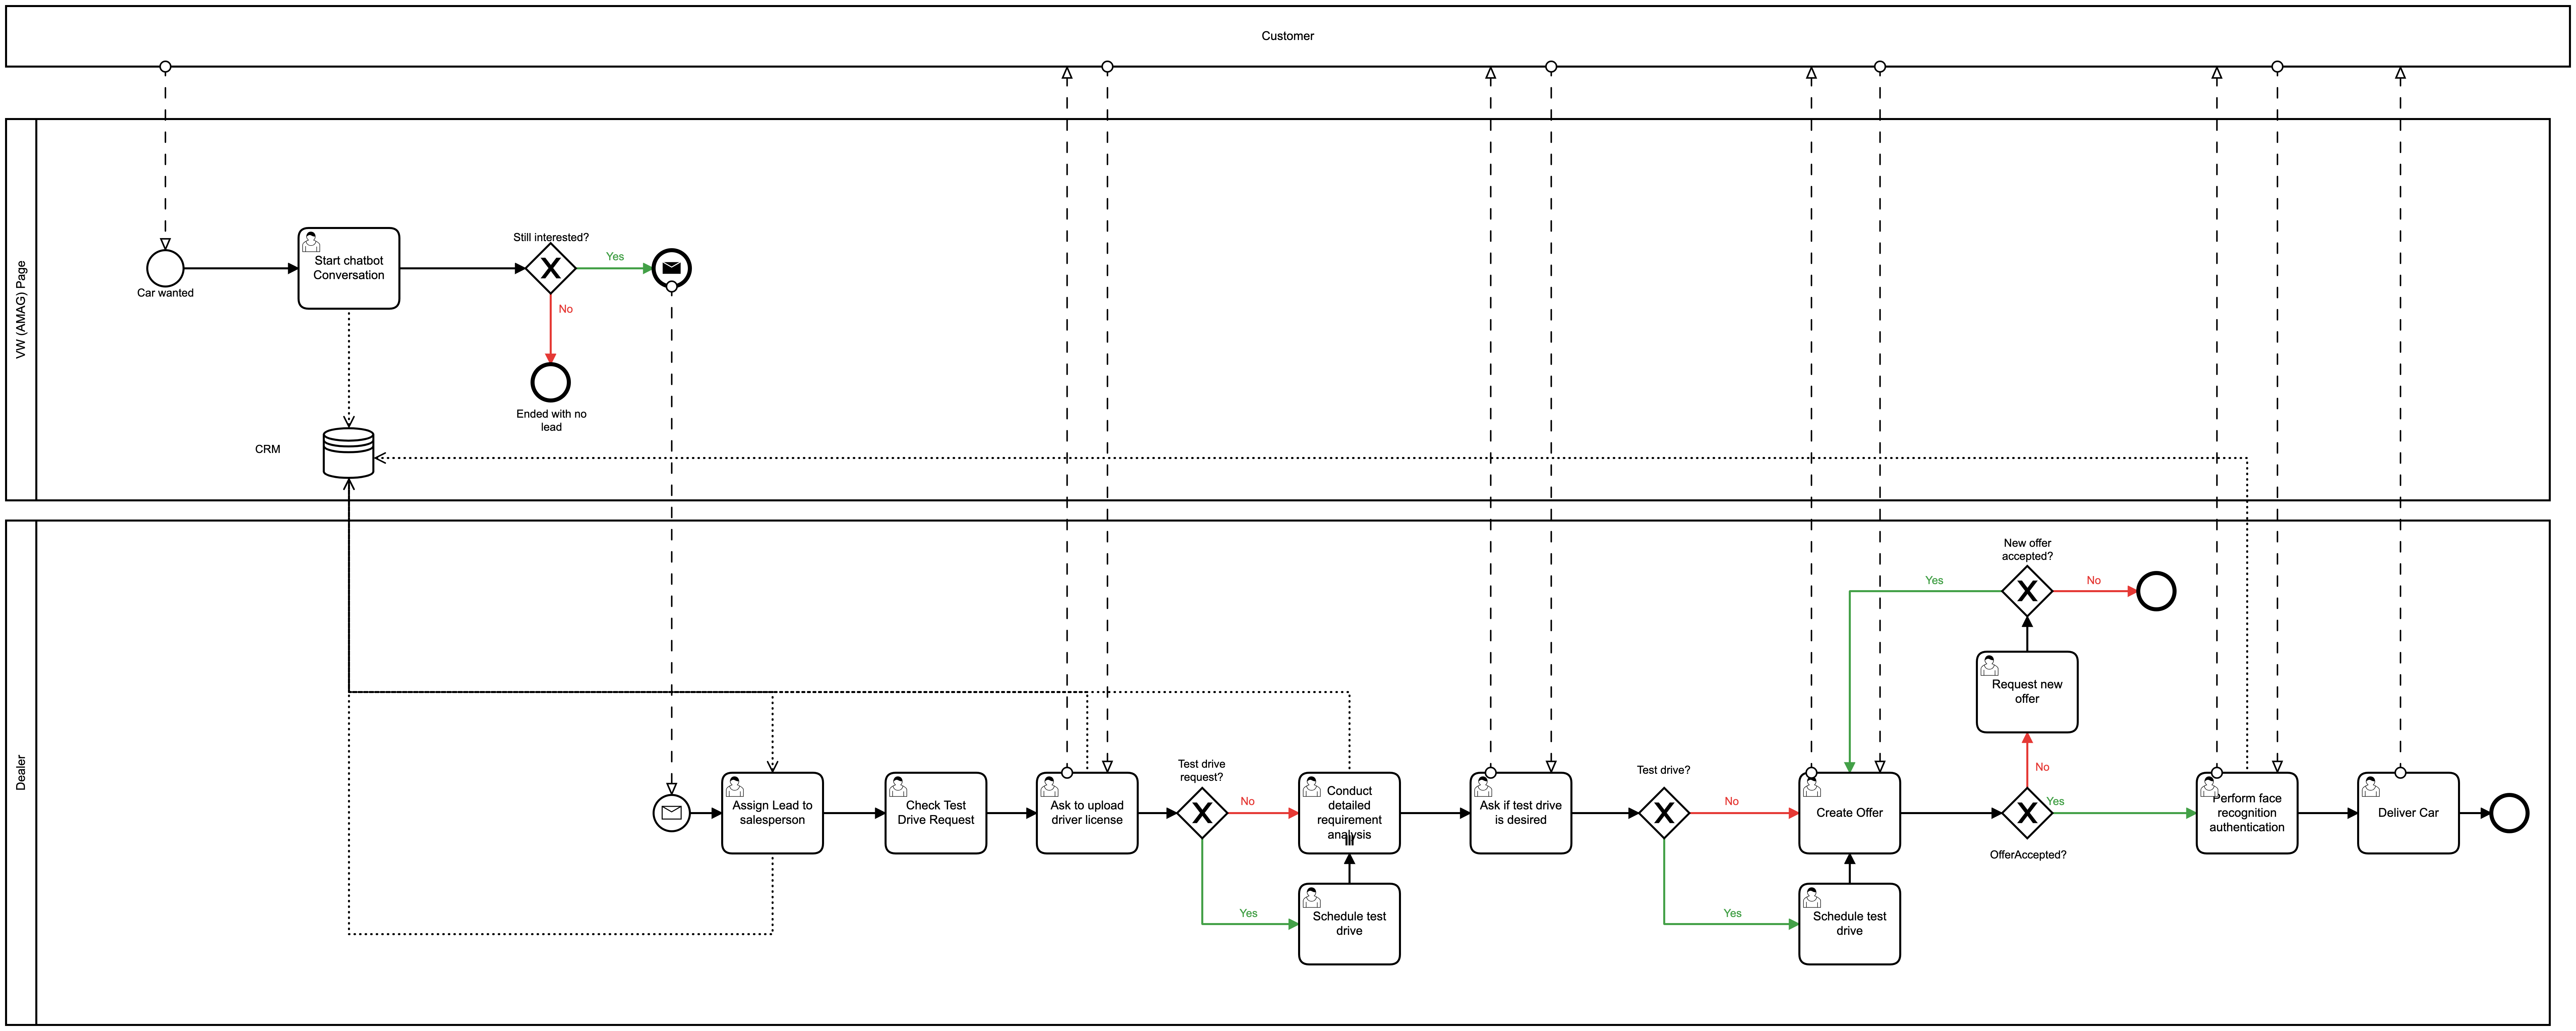 Customer
VW (AMAG) Page
Car wanted
Start chatbot
Conversation
Still interested?
Yes
No
Ended with no
lead
CRM
Dealer
Assign Lead to
salesperson
Check Test
Drive Request
Ask to upload
driver license
Test drive
request?
No
Yes
Conduct
detailed
requirement
analysis
Schedule test
drive
Ask if test drive
is desired
Test drive?
No
Yes
Create Offer
Schedule test
drive
OfferAccepted?
No
Yes
Request new
offer
New offer
accepted?
Yes
No
Perform face
recognition
authentication
Deliver Car